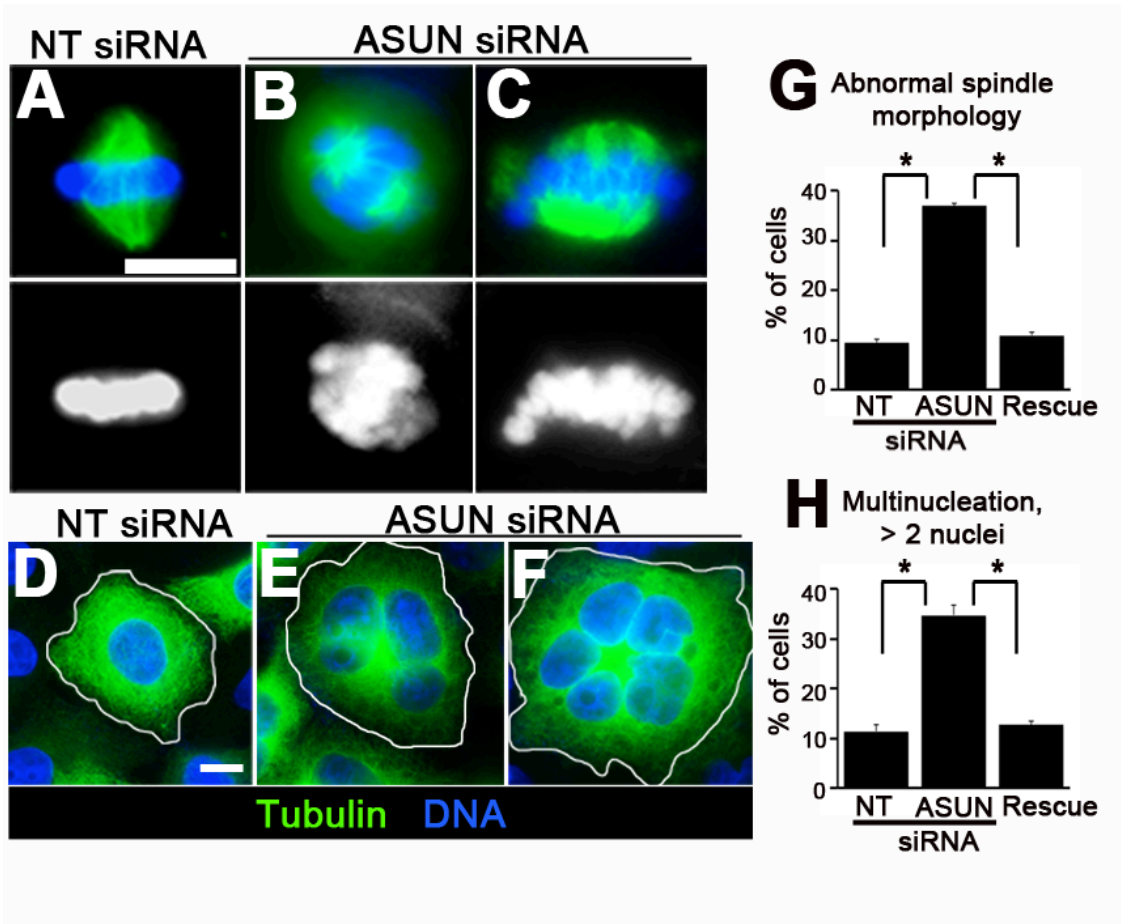 NT siRNA
ASUN siRNA
A
B
C
NT siRNA
ASUN siRNA
D
E
F
Tubulin DNA
G
Abnormal spindle
morphology
*
*
% of cells
40
30
20
10
0
NT ASUN Rescue
siRNA
H
Multinucleation,
> 2 nuclei
*
*
% of cells
40
30
20
10
0
NT ASUN Rescue
siRNA